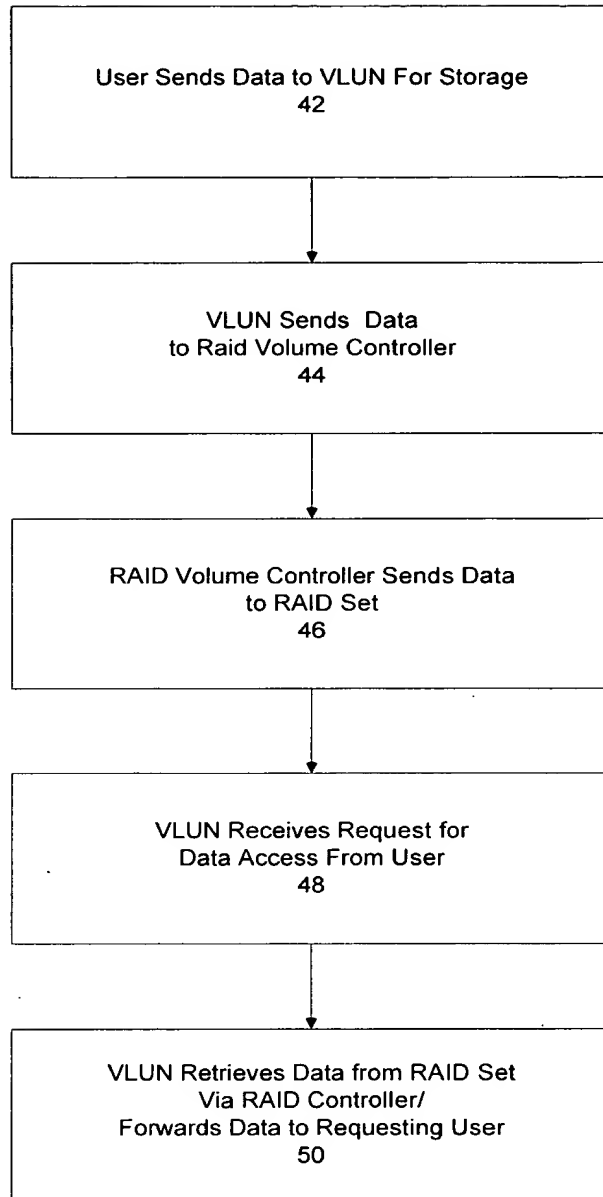 User Sends Data to VLUN For Storage
42
VLUN Sends Data
to Raid Volume Controller
44
RAID Volume Controller Sends Data
to RAID Set
46
VLUN Receives Request for
Data Access From User
48
VLUN Retrieves Data from RAID Set
Via RAID Controller/
Forwards Data to Requesting User
50